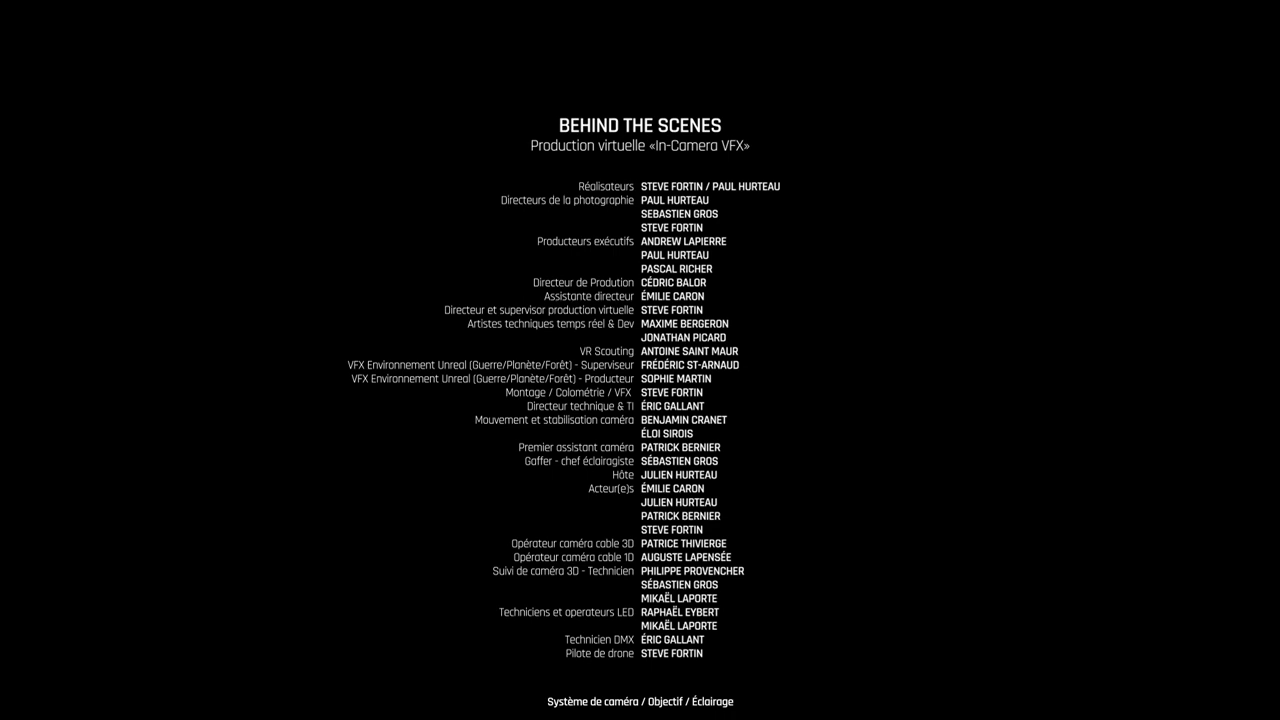 BEHIND THE SCENES
Production virtuelle «In-Camera VFX»
Réalisateurs STEVE FORTIN / PAUL HURTEAU
Directeurs de la photographie PAUL HURTEAU
SEBASTIEN GROS
STEVE FORTIN
Producteurs exécutifs ANDREW LAPIERRE
PAUL HURTEAU
PASCAL RICHER
Directeur de Prodution CÉDRIC BALOR
Assistante directeur ÉMILIE CARON
Directeur et supervisor production virtuelle STEVE FORTIN
Artistes techniques temps réel & Dev MAXIME BERGERON
JONATHAN PICARD
VR Scouting ANTOINE SAINT MAUR
VFX Environnement Unreal (Guerre/Planète/Forêt) - Superviseur FRÉDÉRIC ST-ARNAUD
VFX Environnement Unreal (Guerre/Planète/Forêt) - Producteur SOPHIE MARTIN
Montage / Colométrie / VFX STEVE FORTIN
Directeur technique & TI ÉRIC GALLANT
Mouvement et stabilisation caméra BENJAMIN CRANET
ÉLOI SIROIS
Premier assistant caméra PATRICK BERNIER
Gaffer - chef éclairagiste SÉBASTIEN GROS
Hôte JULIEN HURTEAU
Acteur(e)s ÉMILIE CARON
JULIEN HURTEAU
PATRICK BERNIER
STEVE FORTIN
Opérateur caméra cable 3D PATRICE THIVIERGE
Opérateur caméra cable 1D AUGUSTE LAPENSÉE
Suivi de caméra 3D - Technicien PHILIPPE PROVENCHER
SÉBASTIEN GROS
MIKAËL LAPORTE
Techniciens et operateurs LED RAPHAËL EYBERT
MIKAËL LAPORTE
Technicien DMX ÉRIC GALLANT
Pilote de drone STEVE FORTIN
Système de caméra / Objectif / Éclairage